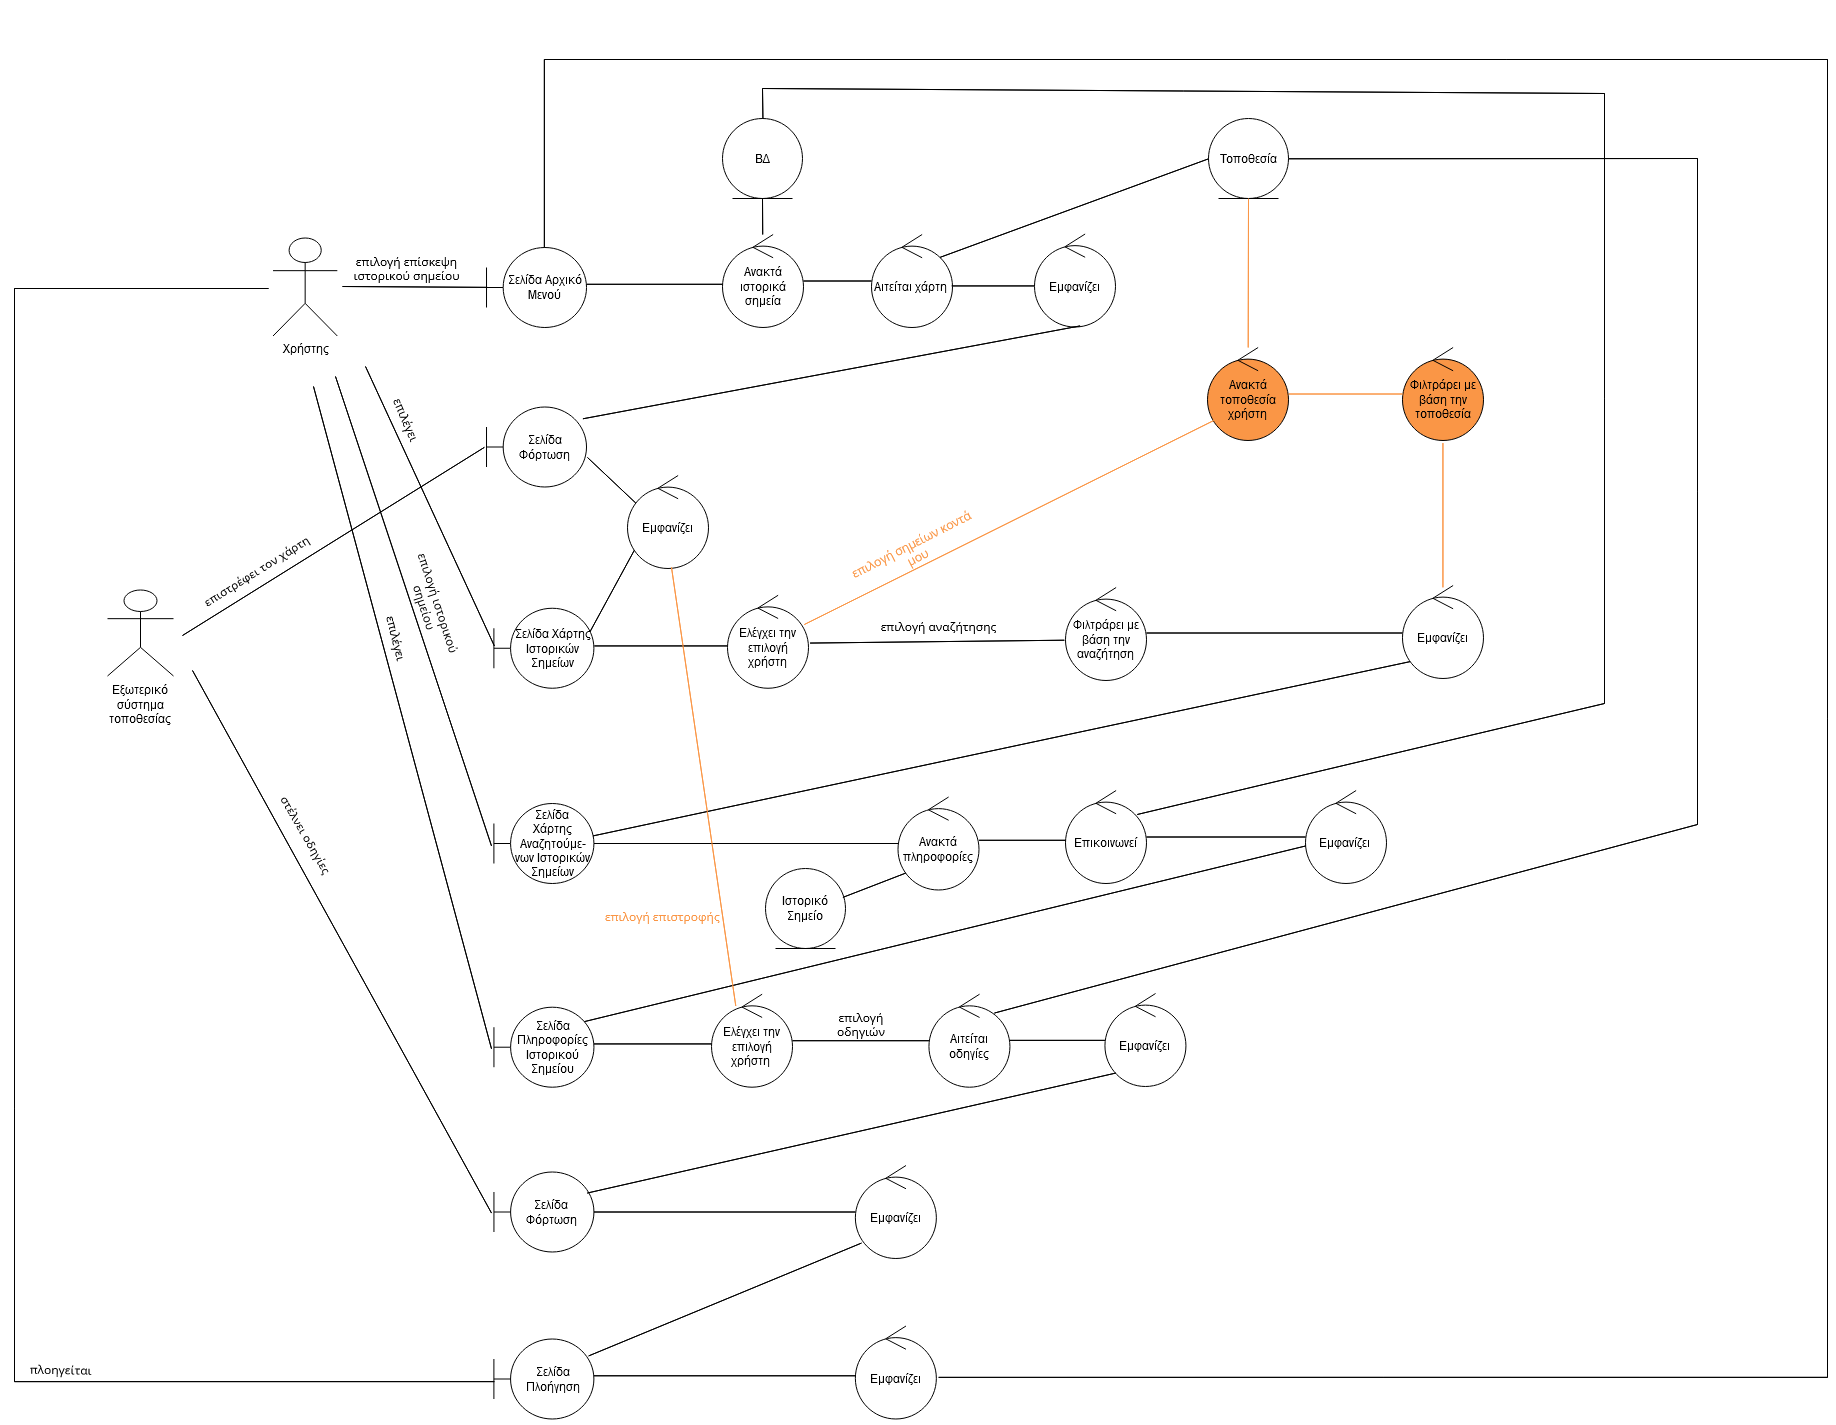 ΒΔ
Τοποθεσία
επιλογή επίσκεψη
ιστορικού σημείου
Σελίδα Αρχικό
Μενού
Ανακτά
ιστορικά
σημεία
Αιτείται χάρτη
Εμφανίζει
Χρήστης
Ανακτά
τοποθεσία
χρήστη
Φιλτράρει με
βάση την
τοποθεσία
επιλέγει
Σελίδα
Φόρτωση
Εμφανίζει
επιλογή σημείων κοντά
μου
επιστρέφει τον χάρτη
επιλογή ιστορικού
σημείου
επιλέγει
Σελίδα Χάρτης
Ιστορικών
Σημείων
Ελέγχει την
επιλογή
χρήστη
επιλογή αναζήτησης
Φιλτράρει με
βάση την
αναζήτηση
Εμφανίζει
Εξωτερικό
σύστημα
τοποθεσίας
στέλνει οδηγίες
Σελίδα
Χάρτης
Αναζητούμε-
νων Ιστορικών
Σημείων
Ανακτά
πληροφορίες
Επικοινωνεί
Εμφανίζει
Ιστορικό
Σημείο
επιλογή επιστροφής
Σελίδα
Πληροφορίες
Ιστορικού
Σημείου
Ελέγχει την
επιλογή
χρήστη
επιλογή
οδηγιών
Αιτείται
οδηγίες
Εμφανίζει
Σελίδα
Φόρτωση
Εμφανίζει
πλοηγείται
Σελίδα
Πλοήγηση
Εμφανίζει